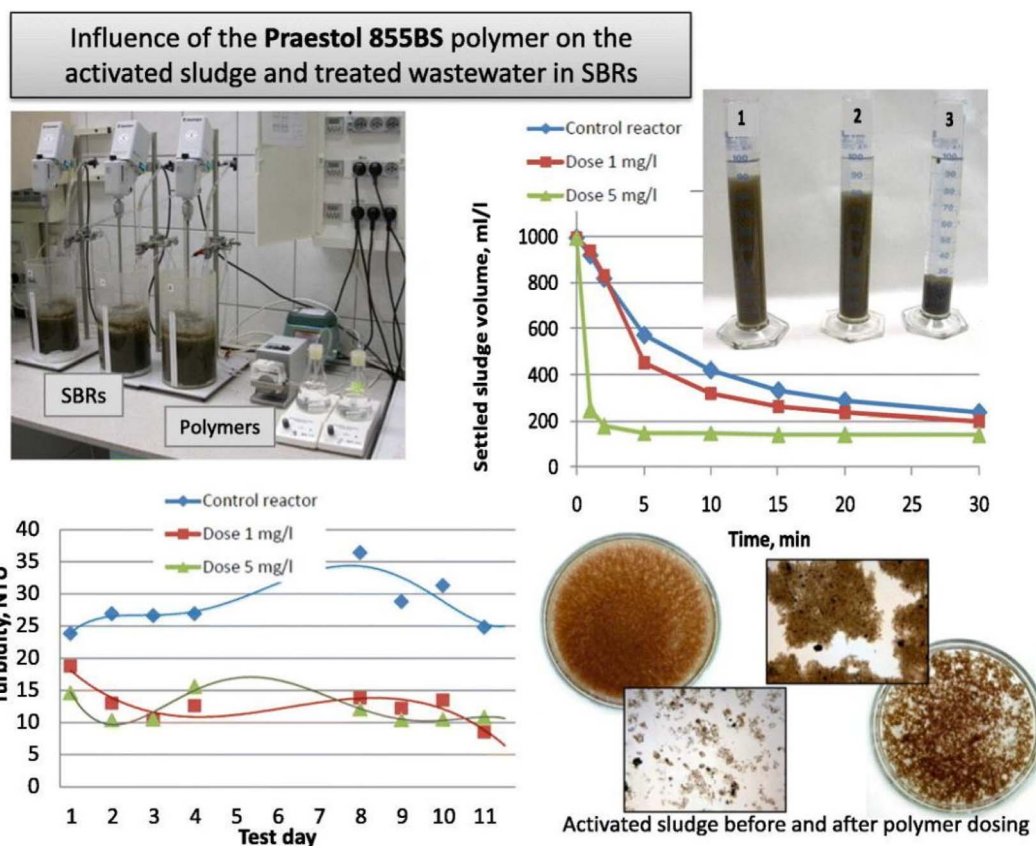 Influence of the Praestol 855BS polymer on the
activated sludge and treated wastewater in SBRs
SBRs
Polymers
Control reactor
Dose 1 mg/l
Dose 5 mg/l
1
2
3
Settled sludge volume, ml/l
1000
800
600
400
200
0
0 5 10 15 20 25 30
Time, min
Control reactor
Dose 1 mg/l
Dose 5 mg/l
Turbidity, NTU
40
35
30
25
20
15
10
5
0
1 2 3 4 5 6 7 8 9 10 11
Test day
Activated sludge before and after polymer dosing